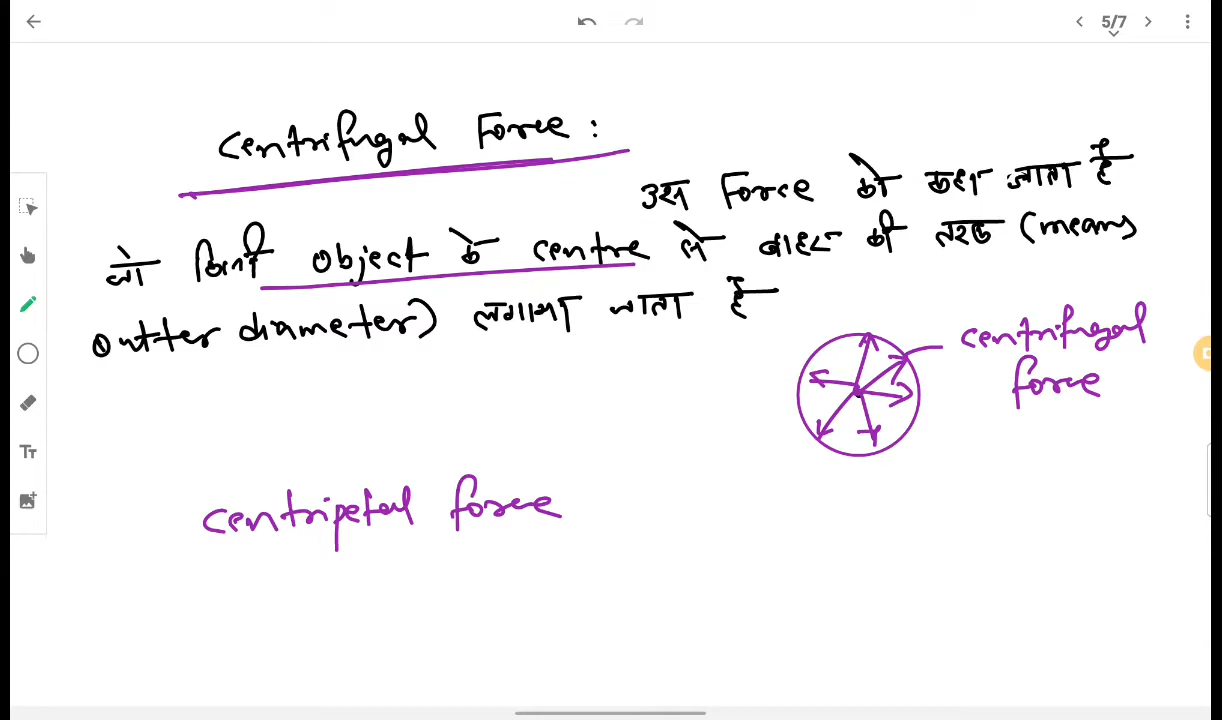 5/7
Centrifugal Force :
उस Force को कहा जाता है
जो किसी object के centre से बाहर की तरफ (means
outter diameter) लगाया जाता है
centrifugal
force
Tт
centripetal force